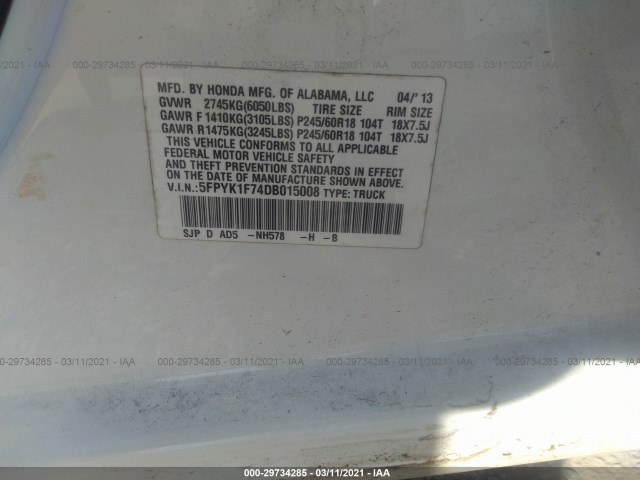 000-29734285 - 03/11/2021 - IAA
MFD. BY HONDA MFG. OF ALABAMA, LLC 04/'13
GVWR 2745KG(6050LBS) TIRE SIZE RIM SIZE
GAWR F 1410KG(3105LBS) P245/60R18 104T 18X7.5J
GAWR R1475KG(3245LBS) P245/60R18 104T 18X7.5J
THIS VEHICLE CONFORMS TO ALL APPLICABLE
FEDERAL MOTOR VEHICLE SAFETY
AND THEFT PREVENTION STANDARDS IN EFFECT
ON THE DATE OF MANUFACTURE SHOWN ABOVE.
V.I.N.:5FPYK1F74DB015008 TYPE: TRUCK
SJP D AD5 -NH578 -H -B
000-29734285 - 03/11/2021 - IAA
000-29734285 - 03/11/2021 - IAA